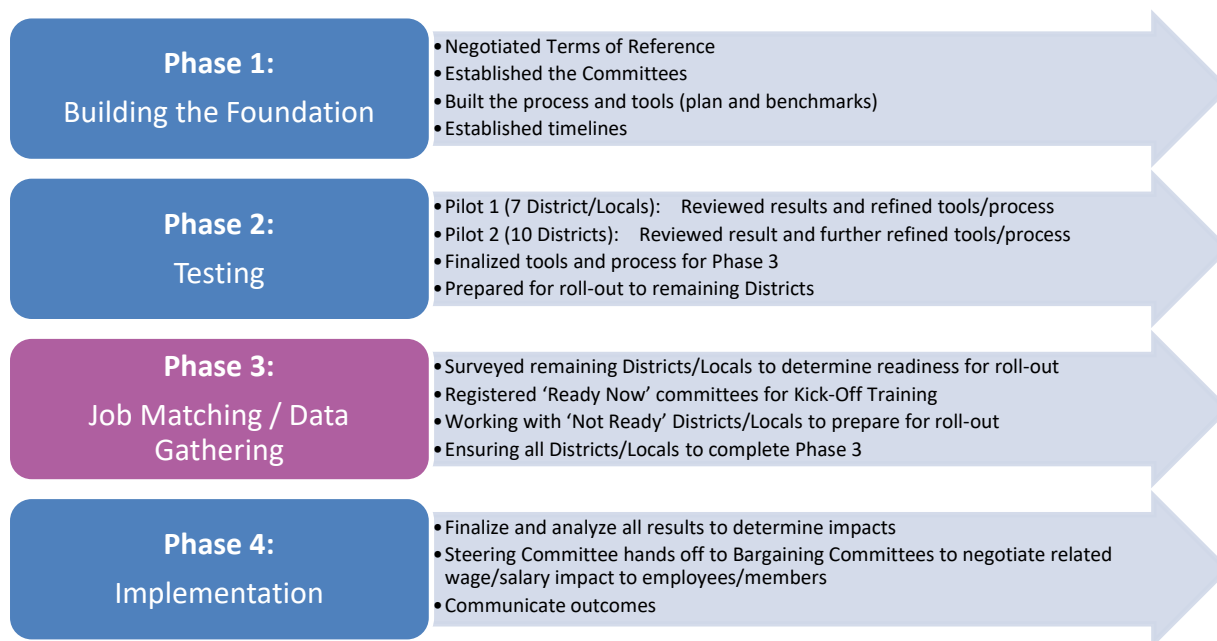 Phase 1:
Building the Foundation
•Negotiated Terms of Reference
•Established the Committees
•Built the process and tools (plan and benchmarks)
•Established timelines
Phase 2:
Testing
•Pilot 1 (7 District/Locals): Reviewed results and refined tools/process
•Pilot 2 (10 Districts): Reviewed result and further refined tools/process
•Finalized tools and process for Phase 3
•Prepared for roll-out to remaining Districts
Phase 3:
Job Matching / Data
Gathering
•Surveyed remaining Districts/Locals to determine readiness for roll-out
•Registered ‘Ready Now’ committees for Kick-Off Training
•Working with ‘Not Ready’ Districts/Locals to prepare for roll-out
•Ensuring all Districts/Locals to complete Phase 3
Phase 4:
Implementation
•Finalize and analyze all results to determine impacts
•Steering Committee hands off to Bargaining Committees to negotiate related
wage/salary impact to employees/members
•Communicate outcomes